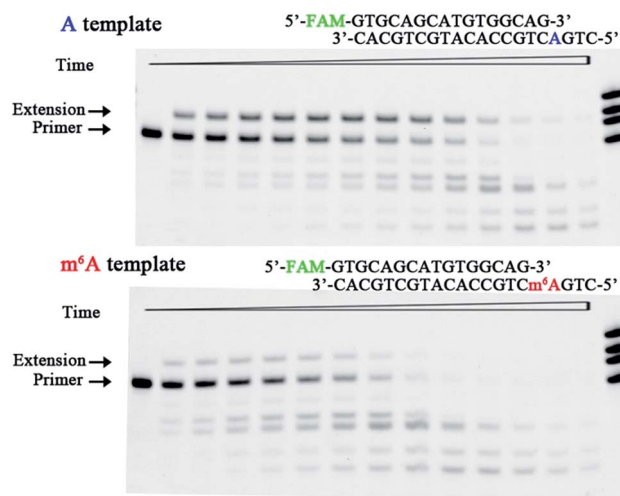 A template
5'-FAM-GTGCAGCATGTGGCAG-3'
3'-CACGTCGTACACCGTCAGTC-5'
Time
Extension
Primer
m⁶A template
5'-FAM-GTGCAGCATGTGGCAG-3'
3'-CACGTCGTACACCGTCm⁶AGTC-5'
Time
Extension
Primer